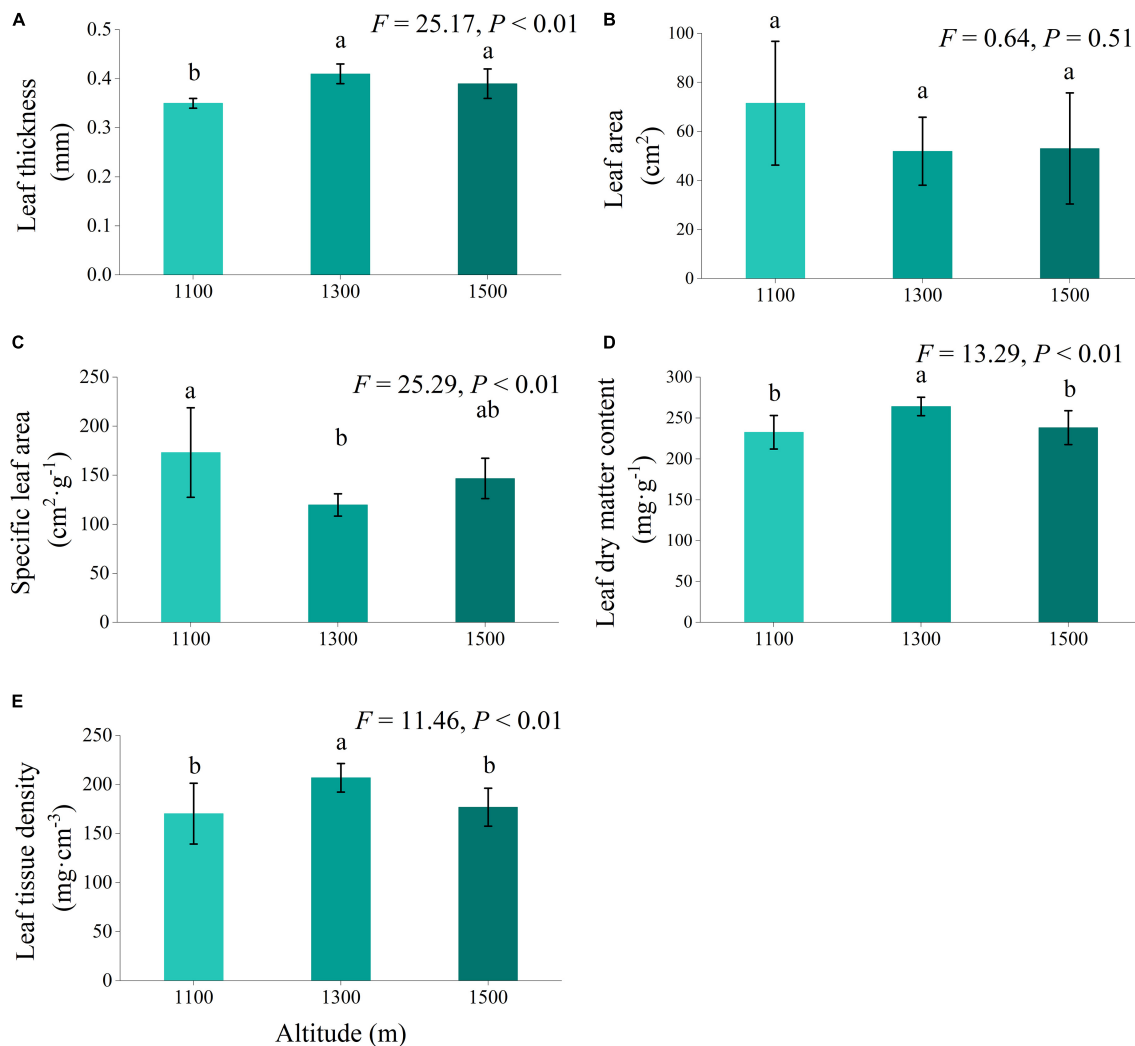 A
F = 25.17, P < 0.01
Leaf thickness
(mm)
0.5
0.4
0.3
0.2
0.1
0.0
b
a
a
1100
1300
1500
B
F = 0.64, P = 0.51
Leaf area
(cm²)
100
80
60
40
20
0
a
a
a
1100
1300
1500
C
F = 25.29, P < 0.01
Specific leaf area
(cm²·g⁻¹)
250
200
150
100
50
0
a
b
ab
1100
1300
1500
D
F = 13.29, P < 0.01
Leaf dry matter content
(mg·g⁻¹)
300
250
200
150
100
50
0
b
a
b
1100
1300
1500
E
F = 11.46, P < 0.01
Leaf tissue density
(mg·cm⁻³)
250
200
150
100
50
0
b
a
b
1100
1300
1500
Altitude (m)